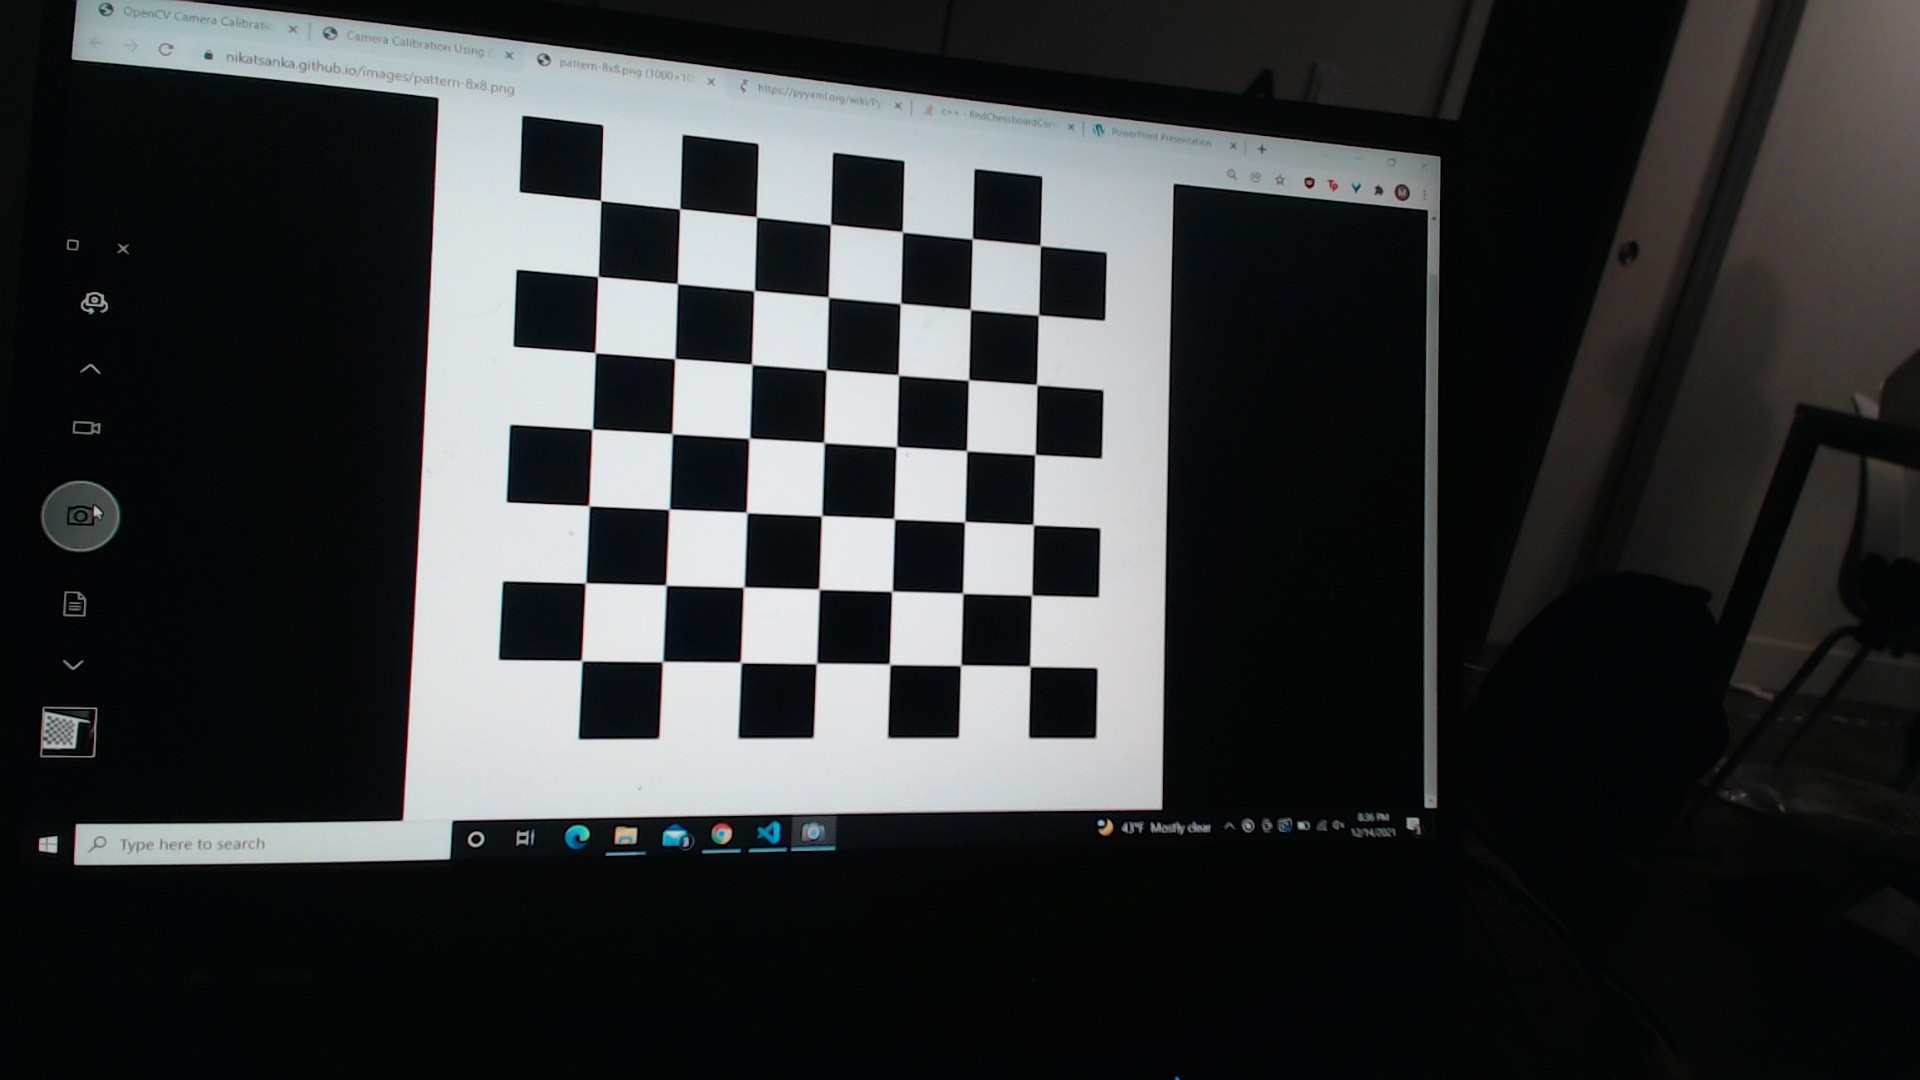 OpenCV Camera Calibratio
Camera Calibration Using
pattern-8x8.png (1000×10
https://pyyaml.org/wiki/Py
c++ - findChessboardCorn
PowerPoint Presentation
nikatsanka.github.io/images/pattern-8x8.png
Tp
M
Type here to search
43°F Mostly clear
8:36 PM
12/14/2021